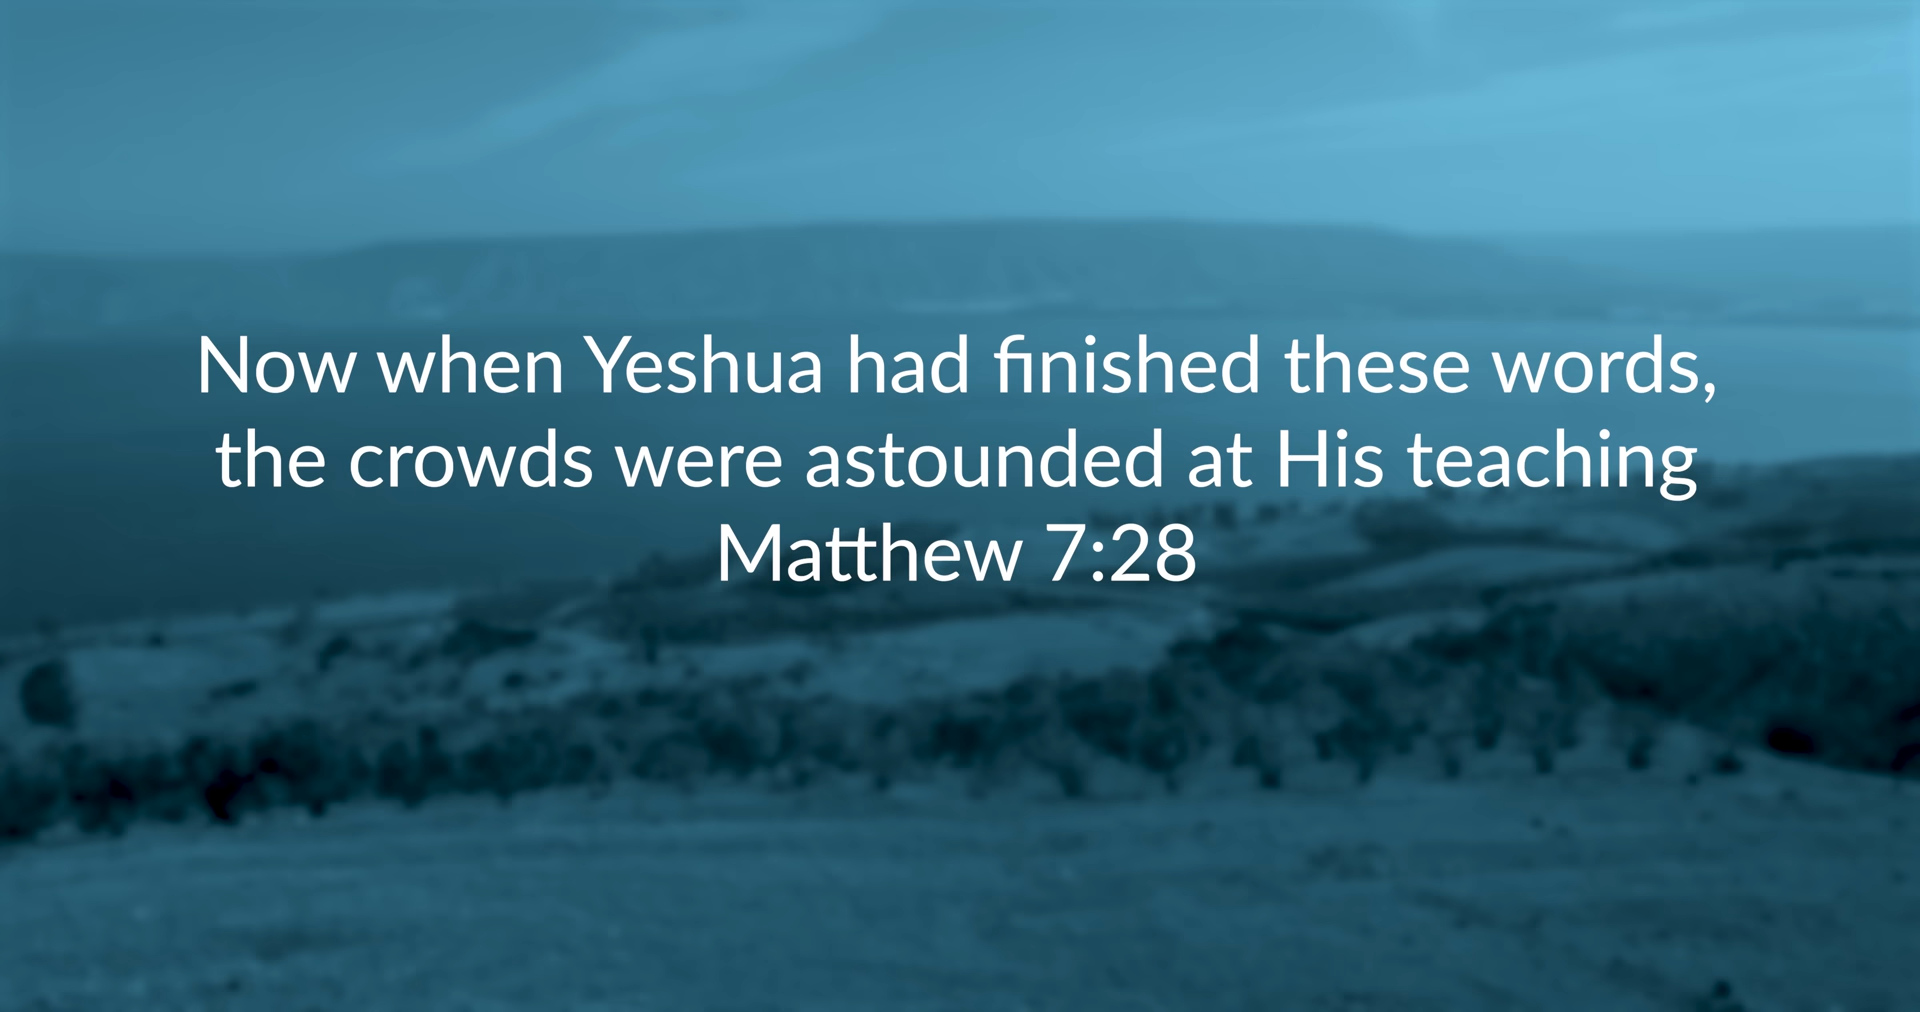 Now when Yeshua had finished these words,
the crowds were astounded at His teaching
Matthew 7:28